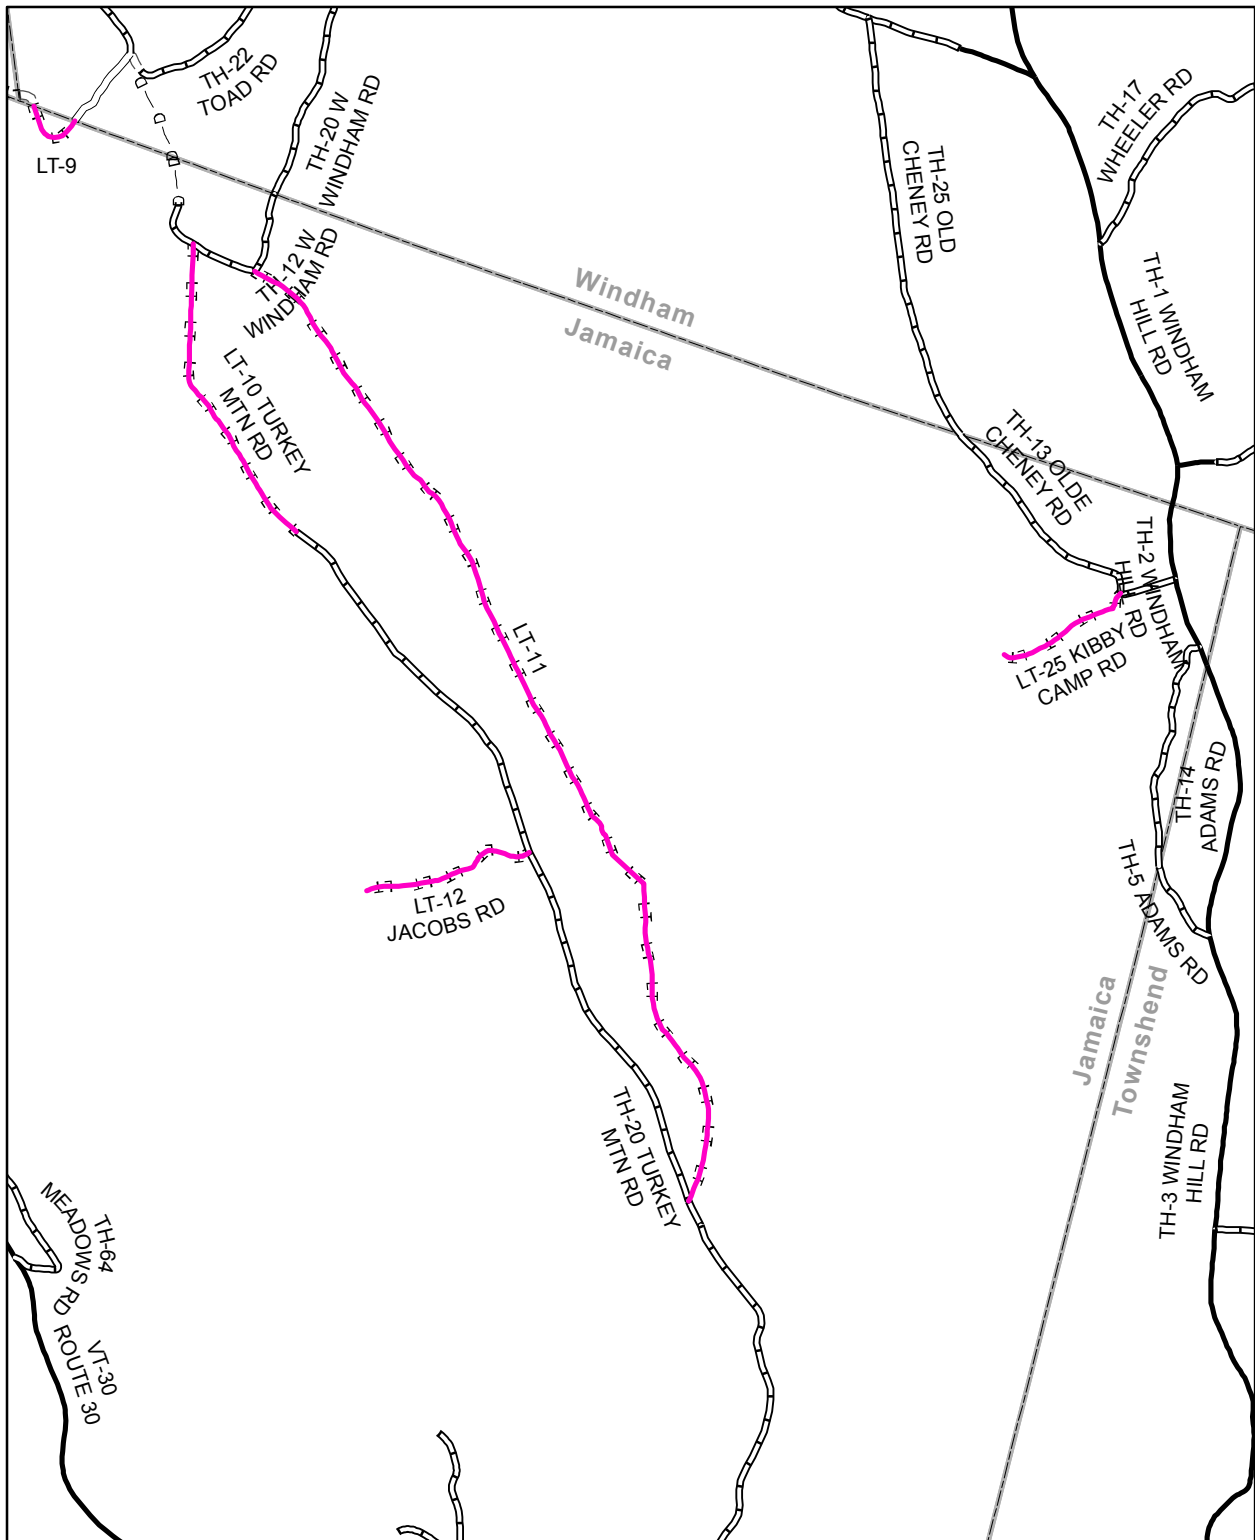 TH-22
TOAD RD
TH-20 W
WINDHAM RD
TH-17
WHEELER RD
LT-9
TH-25 OLD
CHENEY RD
TH-12 W
WINDHAM RD
Windham
Jamaica
TH-1 WINDHAM
HILL RD
LT-10 TURKEY
MTN RD
TH-13 OLDE
CHENEY RD
TH-2 WINDHAM
HILL RD
LT-11
LT-25 KIBBY
CAMP RD
TH-14
ADAMS RD
LT-12
JACOBS RD
TH-5 ADAMS RD
Jamaica
Townshend
TH-20 TURKEY
MTN RD
TH-3 WINDHAM
HILL RD
TH-64
MEADOWS RD
VT-30
ROUTE 30